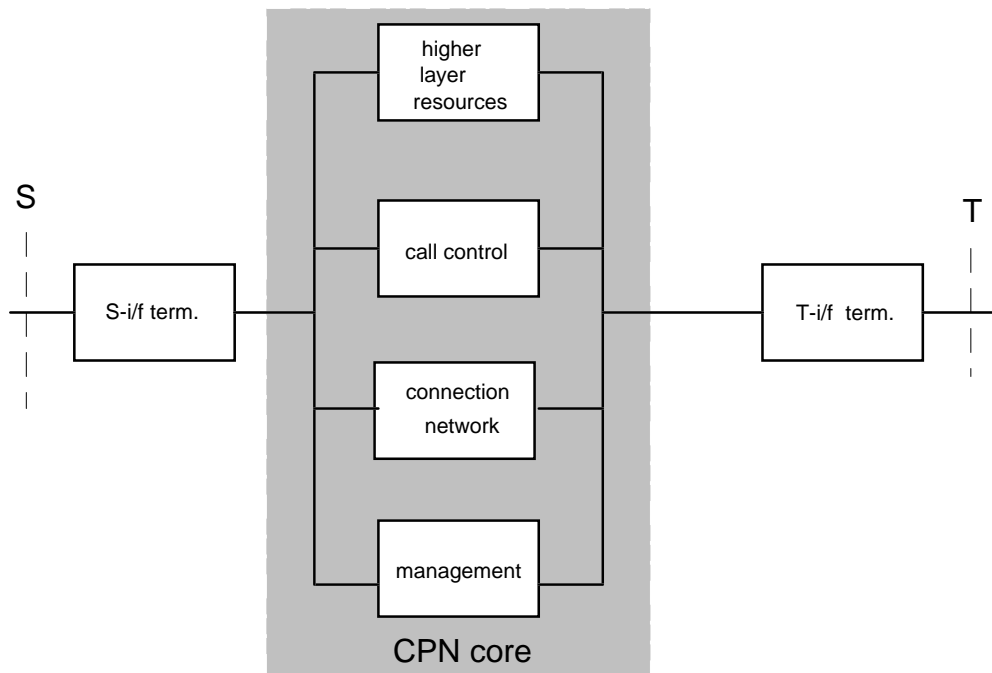 higher
layer
resources
S
T
call control
S-i/f term.
T-i/f term.
connection
network
management
CPN core